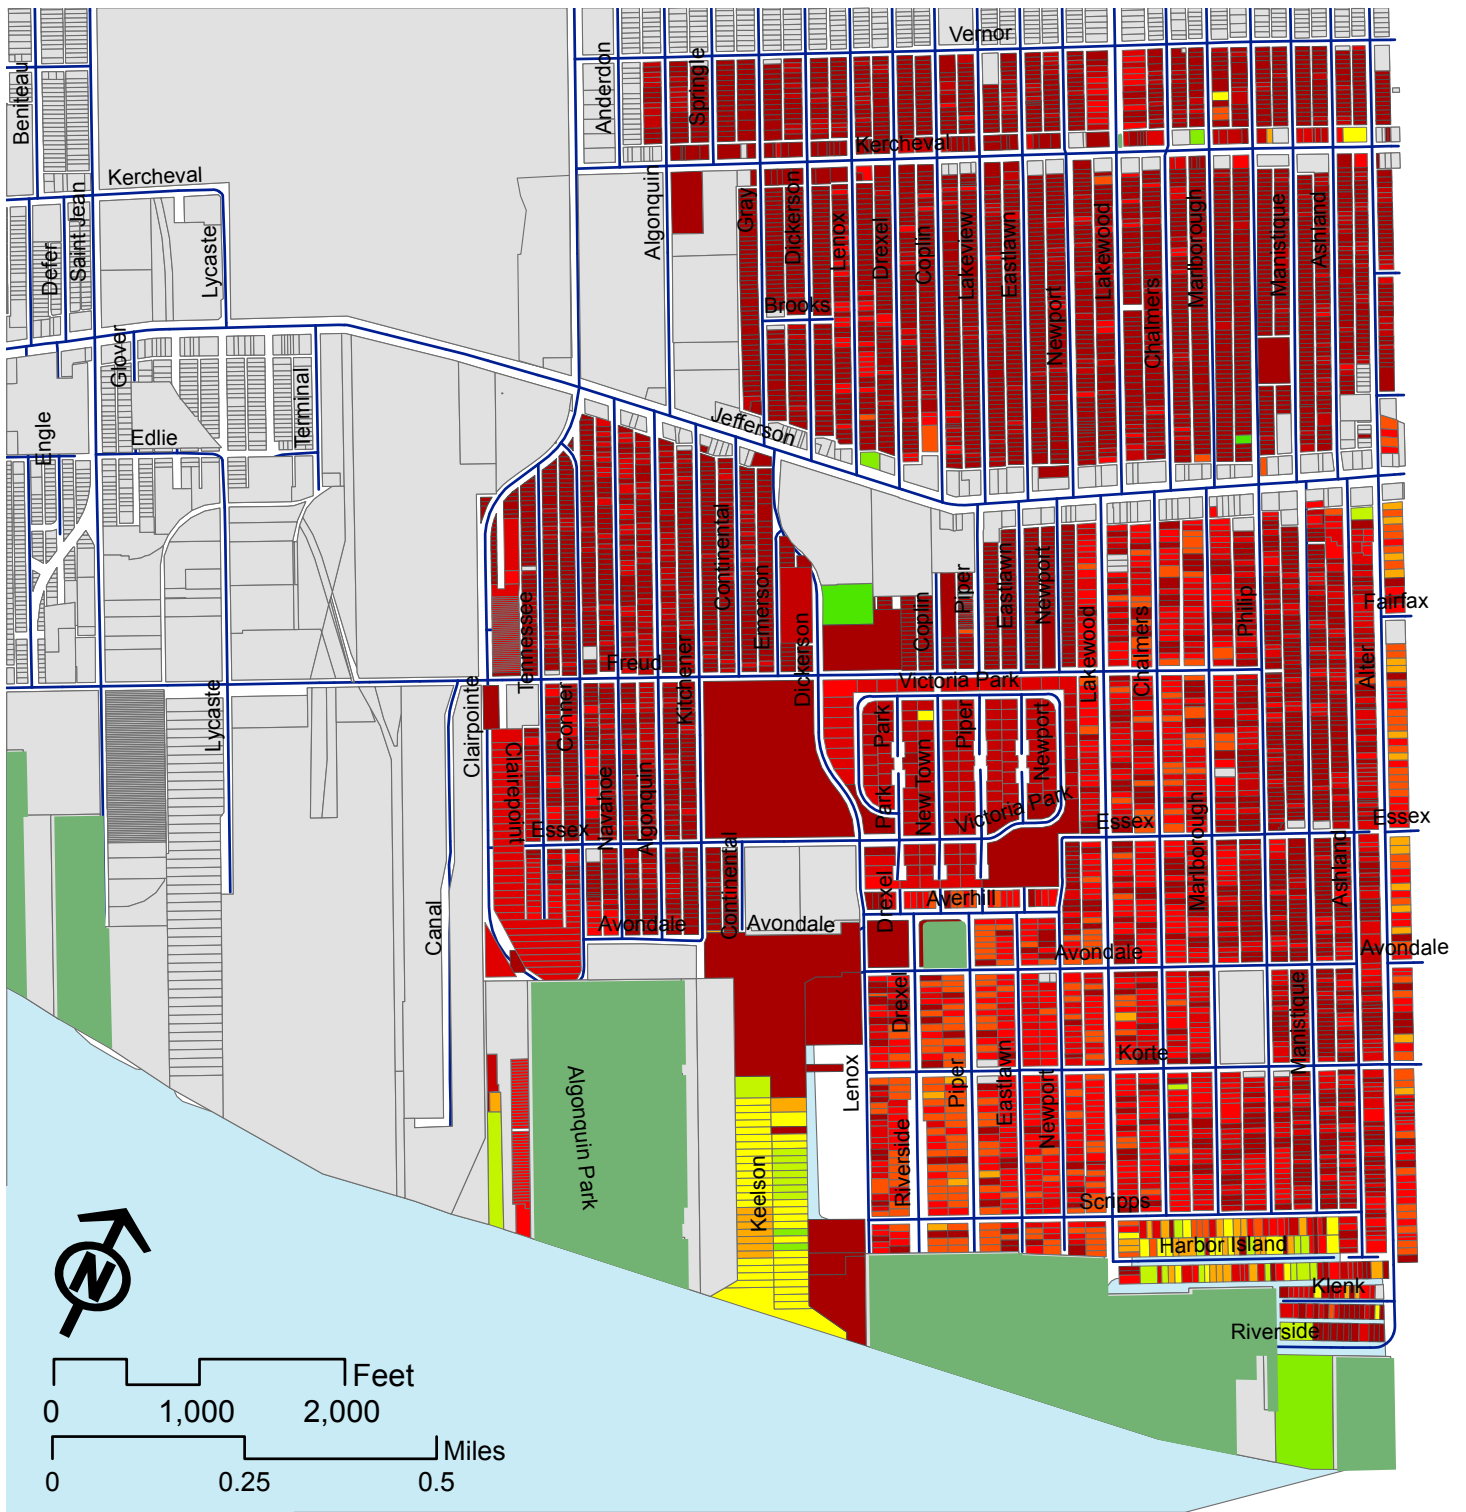 Vernor
Beniteau
Anderdon
Springle
Kercheval
Kercheval
Defer
Saint Jean
Lycaste
Algonquin
Gray
Dickerson
Lenox
Drexel
Coplin
Lakeview
Eastlawn
Newport
Lakewood
Chalmers
Marlborough
Manistique
Ashland
Brooks
Glover
Engle
Edlie
Terminal
Jefferson
Tennessee
Continental
Emerson
Dickerson
Coplin
Piper
Eastlawn
Newport
Lakewood
Chalmers
Philip
Fairfax
Alter
Freud
Kitchener
Victoria Park
Lycaste
Clairpointe
Clairepoint
Conner
Navahoe
Algonquin
Essex
Park
Park
New Town
Piper
Newport
Victoria Park
Essex
Marlborough
Essex
Ashland
Continental
Canal
Avondale
Avondale
Drexel
Averhill
Avondale
Avondale
Drexel
Manistique
Korte
Lenox
Piper
Eastlawn
Newport
Riverside
Algonquin Park
Keelson
Scripps
Harbor Island
Klenk
Riverside
N
Feet
0 1,000 2,000
Miles
0 0.25 0.5